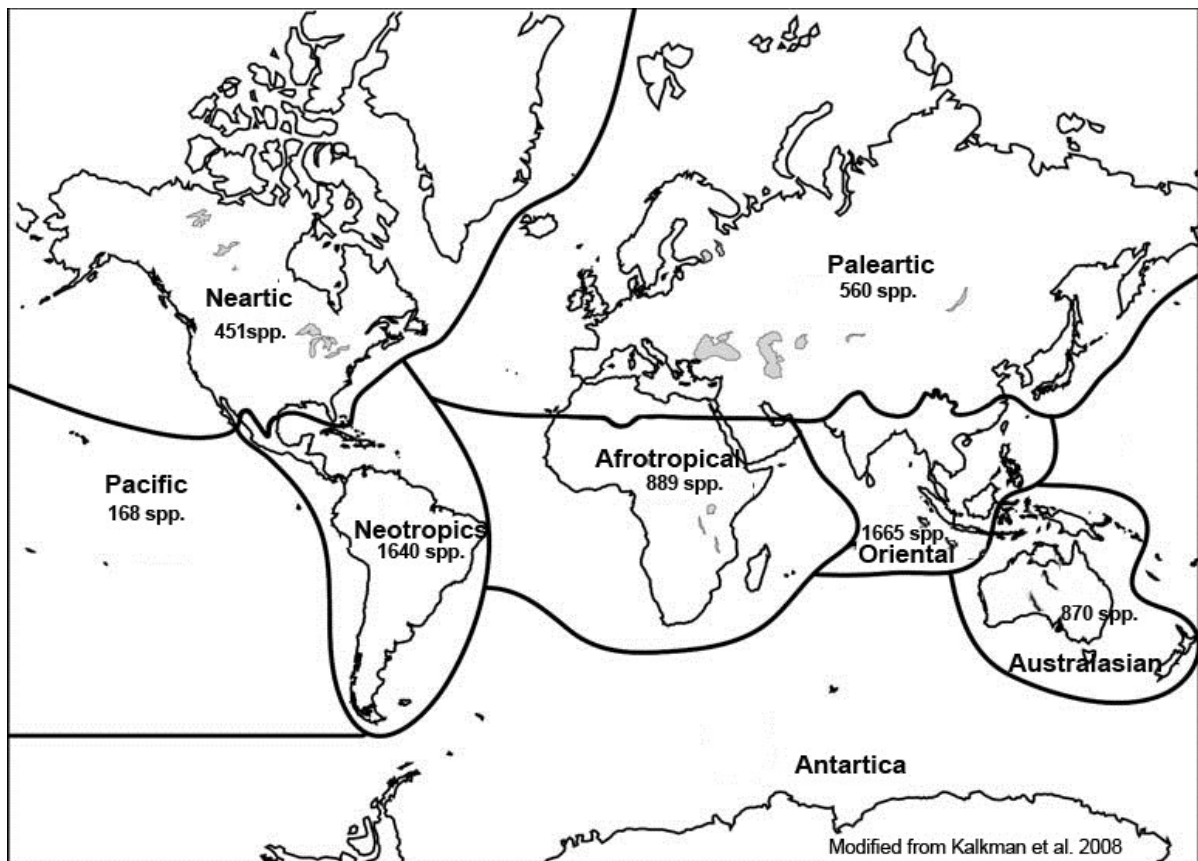 Neartic
451spp.
Paleartic
560 spp.
Pacific
168 spp.
Neotropics
1640 spp.
Afrotropical
889 spp.
1665 spp
Oriental
870 spp.
Australasian
Antartica
Modified from Kalkman et al. 2008